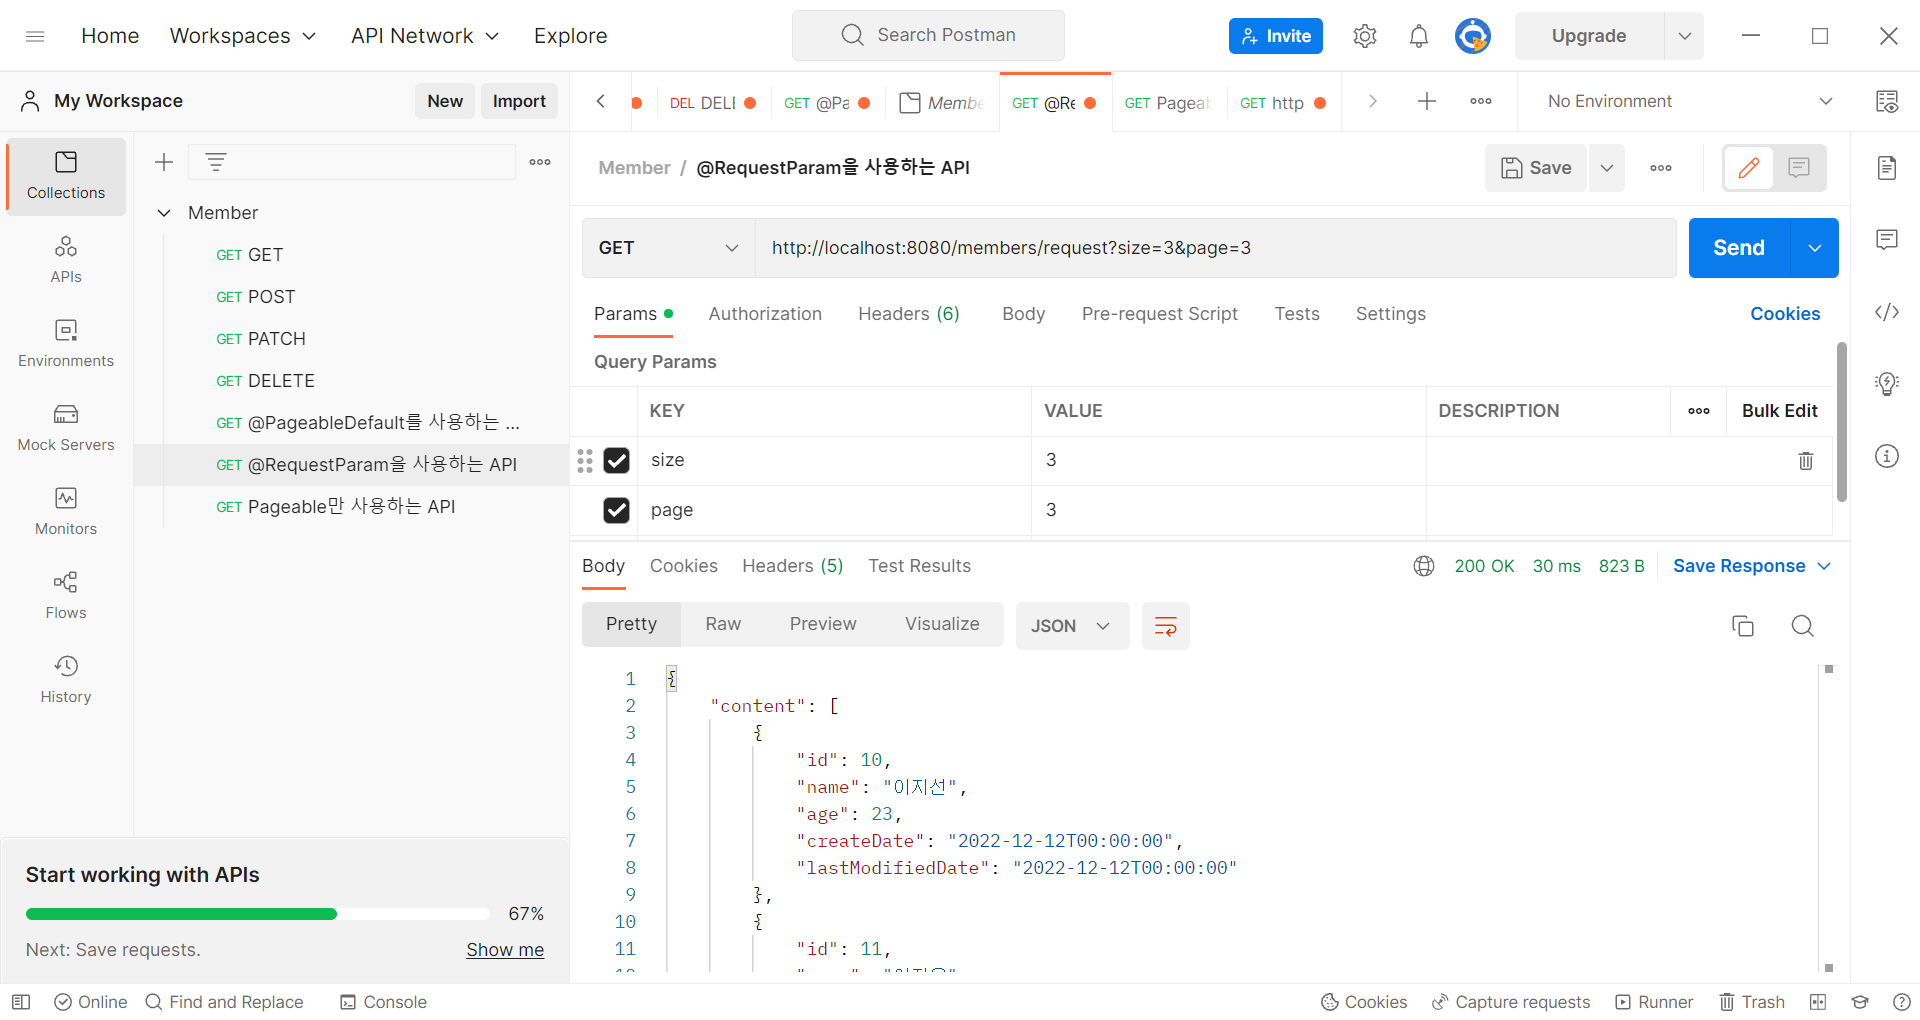 Home Workspaces API Network Explore Search Postman Invite Upgrade
My Workspace New Import
DEL DELE GET @Pa Membe GET @Re GET Pageab GET http No Environment
Collections
APIs
Environments
Mock Servers
Monitors
Flows
History
Member
GET GET
GET POST
GET PATCH
GET DELETE
GET @PageableDefault를 사용하는 ...
GET @RequestParam을 사용하는 API
GET Pageable만 사용하는 API
Start working with APIs
67%
Next: Save requests. Show me
Member / @RequestParam을 사용하는 API Save
GET http://localhost:8080/members/request?size=3&page=3 Send
Params Authorization Headers (6) Body Pre-request Script Tests Settings Cookies
Query Params
KEY VALUE DESCRIPTION Bulk Edit
size 3
page 3
Body Cookies Headers (5) Test Results 200 OK 30 ms 823 B Save Response
Pretty Raw Preview Visualize JSON
1 {
2 "content": [
3 {
4 "id": 10,
5 "name": "이지선",
6 "age": 23,
7 "createDate": "2022-12-12T00:00:00",
8 "lastModifiedDate": "2022-12-12T00:00:00"
9 },
10 {
11 "id": 11,
Online Find and Replace Console Cookies Capture requests Runner Trash